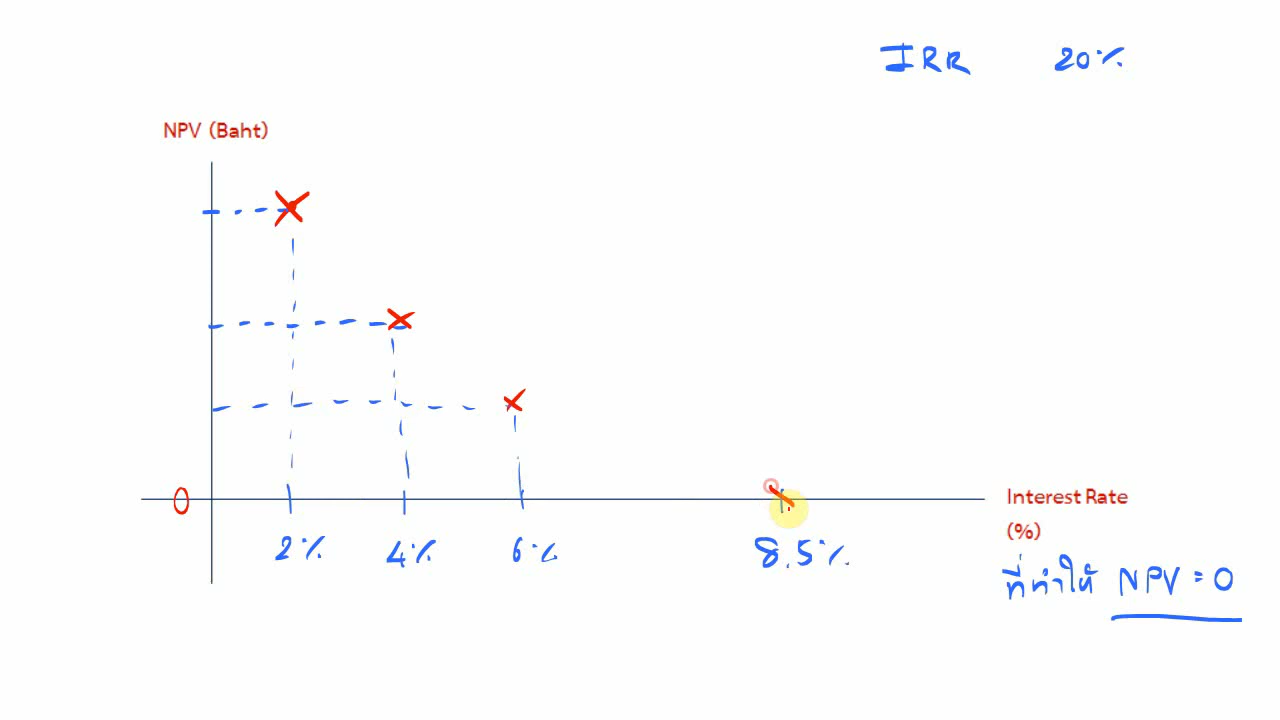 IRR 20%
NPV (Baht)
0
Interest Rate
(%)
2% 4% 6% 8.5%
ที่ทำให้ NPV = 0